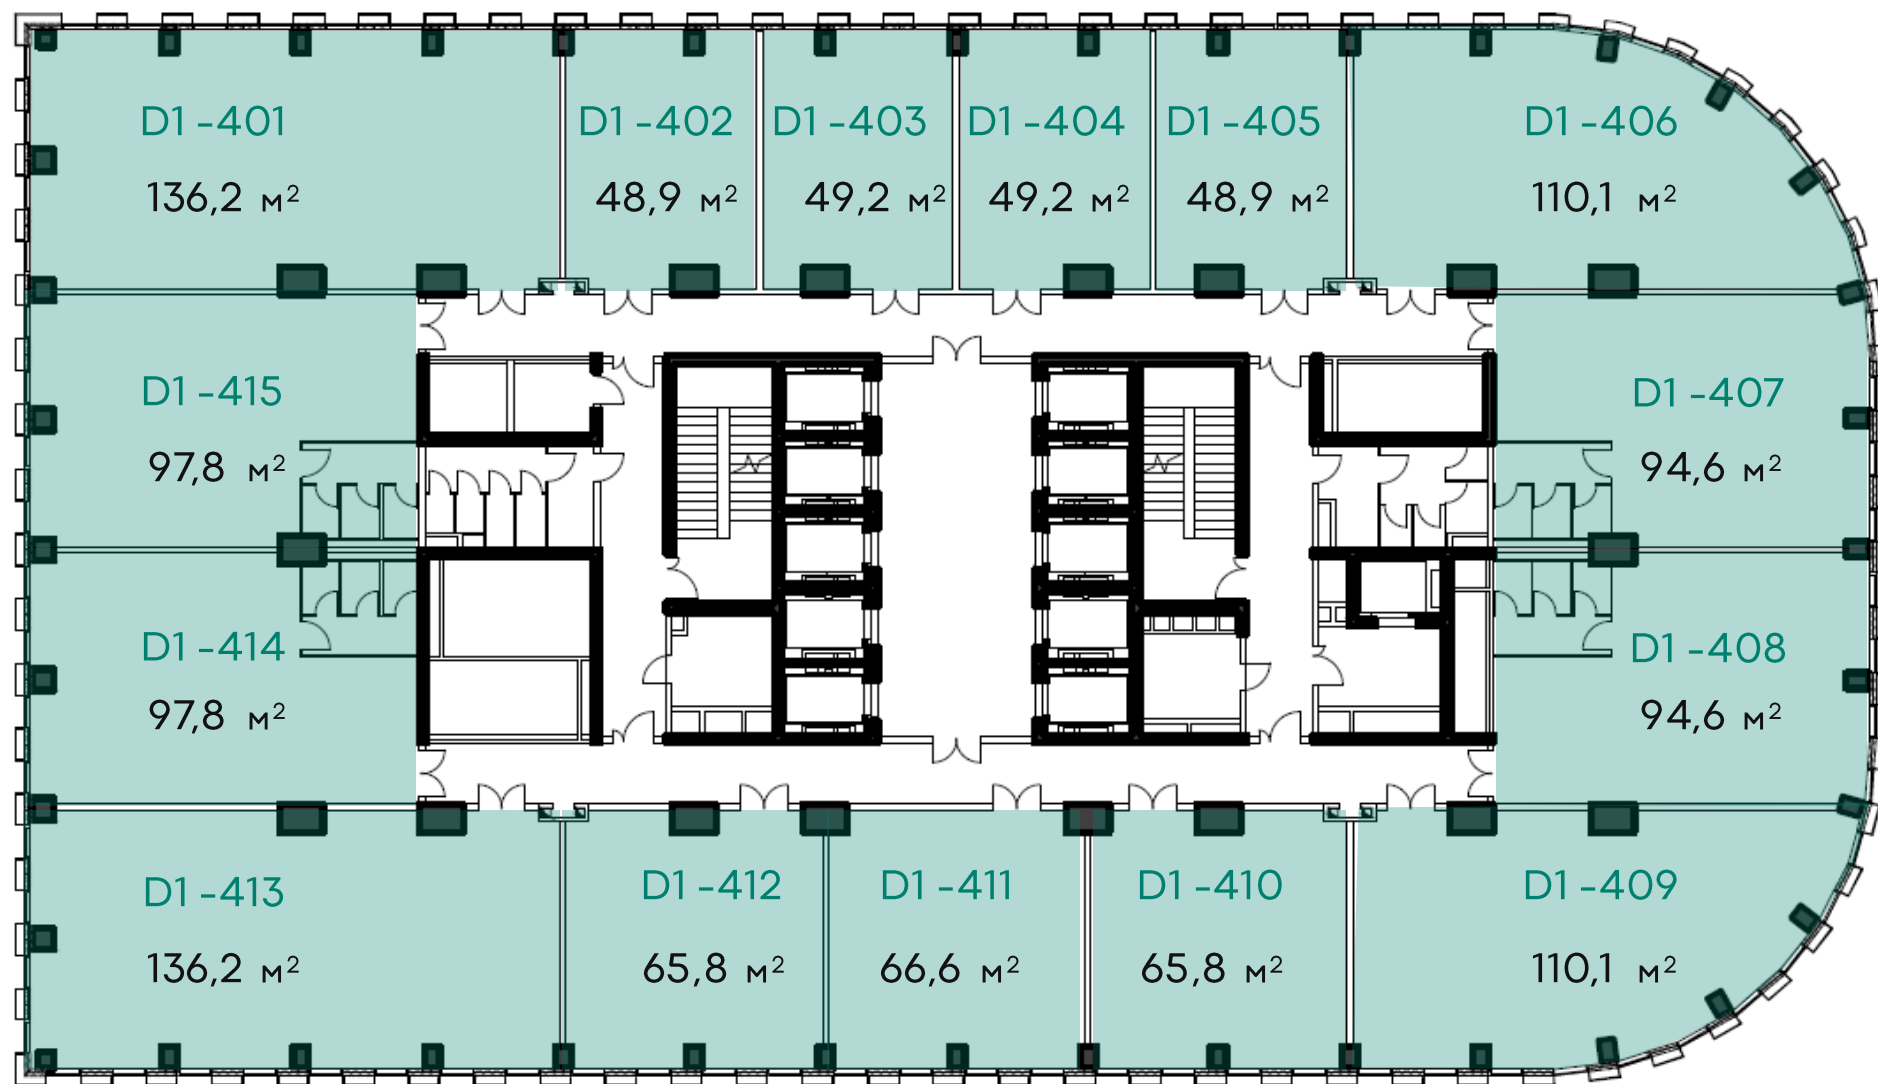 D1-401
136,2 м²
D1-402
48,9 м²
D1-403
49,2 м²
D1-404
49,2 м²
D1-405
48,9 м²
D1-406
110,1 м²
D1-415
97,8 м²
D1-407
94,6 м²
D1-414
97,8 м²
D1-408
94,6 м²
D1-413
136,2 м²
D1-412
65,8 м²
D1-411
66,6 м²
D1-410
65,8 м²
D1-409
110,1 м²